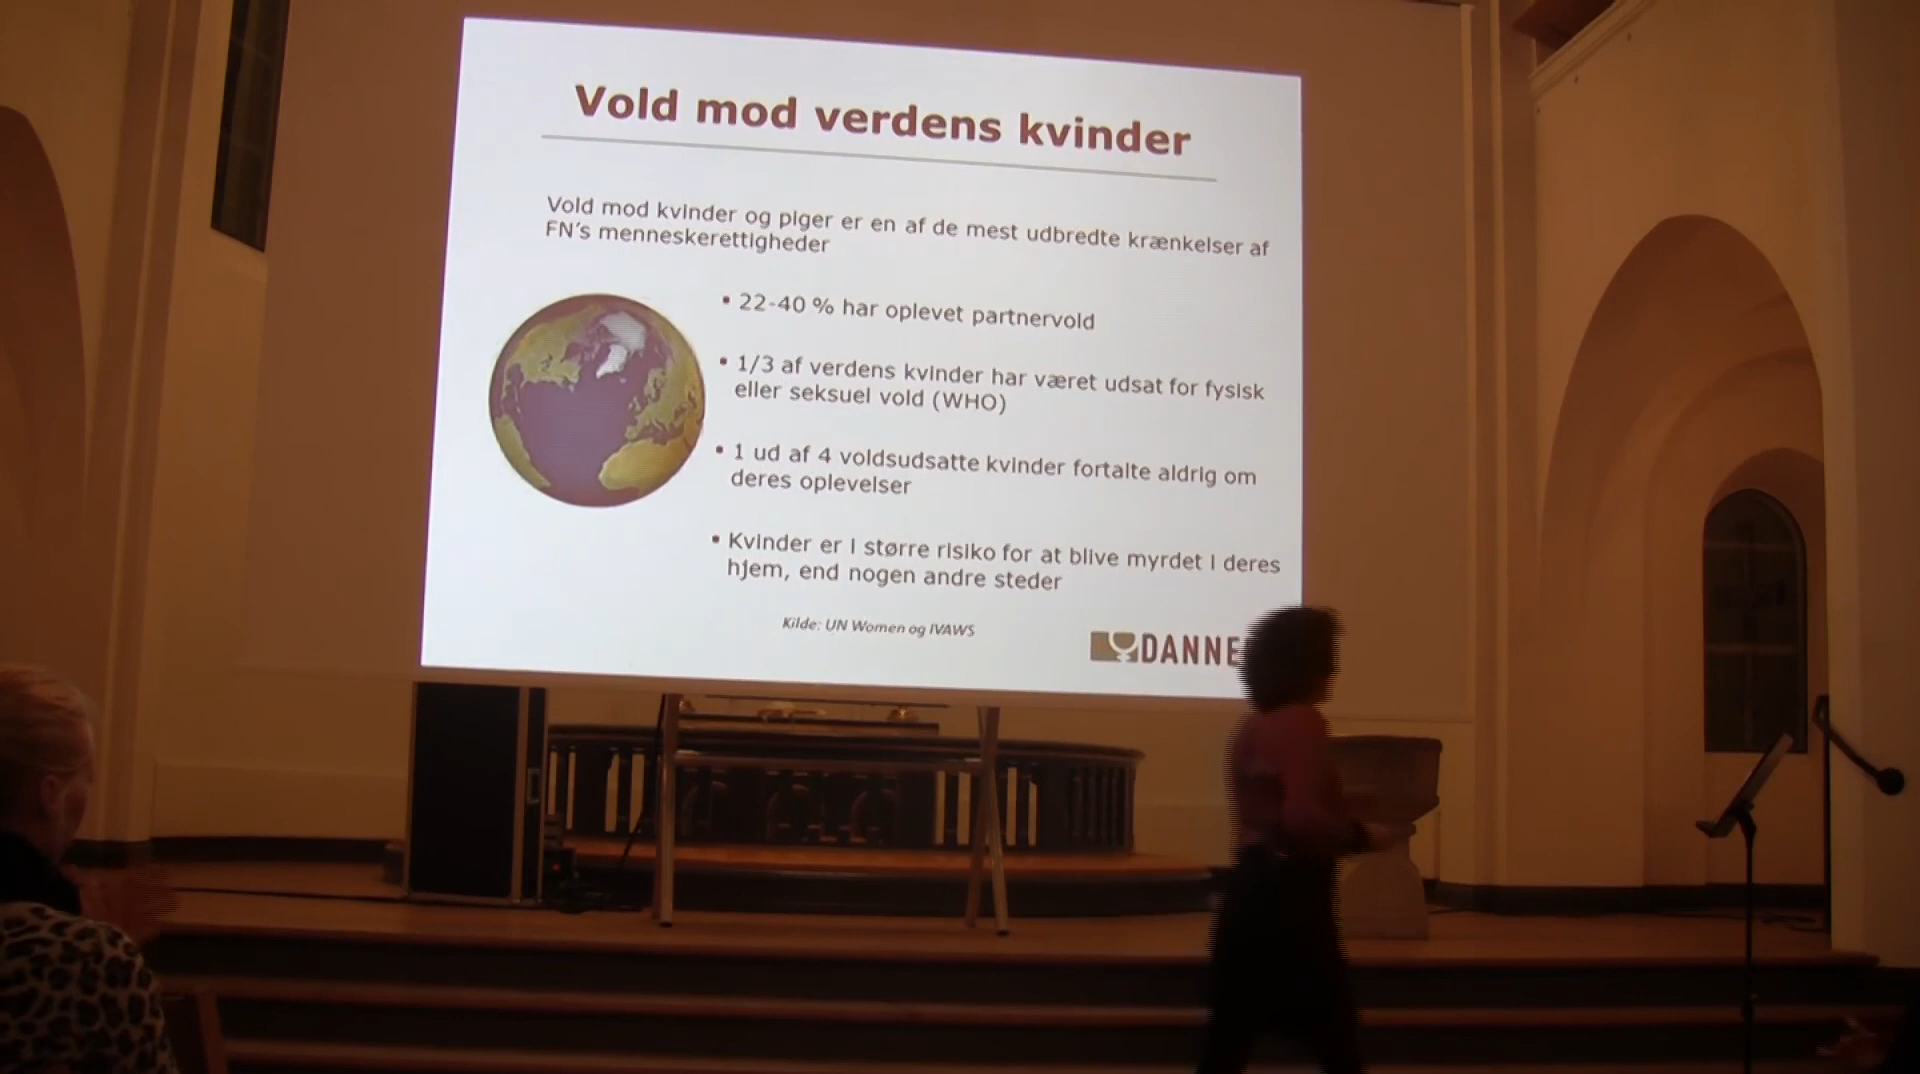 Vold mod verdens kvinder
Vold mod kvinder og piger er en af de mest udbredte krænkelser af
FN's menneskerettigheder
• 22-40 % har oplevet partnervold
• 1/3 af verdens kvinder har været udsat for fysisk
eller seksuel vold (WHO)
• 1 ud af 4 voldsudsatte kvinder fortalte aldrig om
deres oplevelser
• Kvinder er i større risiko for at blive myrdet i deres
hjem, end nogen andre steder
Kilde: UN Women og IVAWS
DANNE